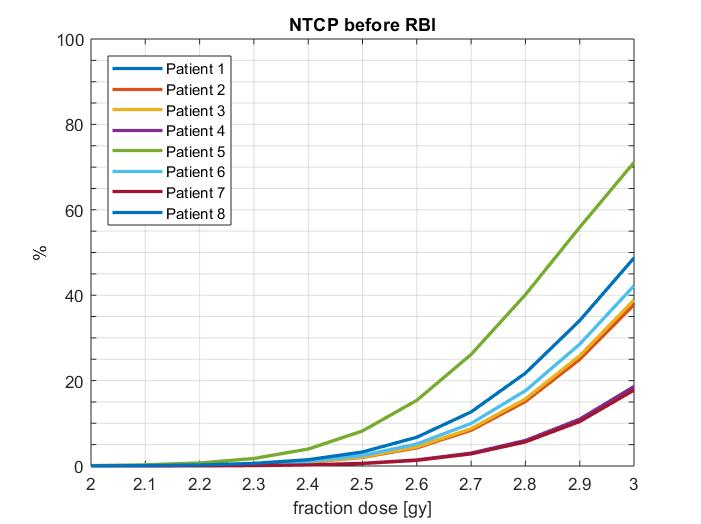 NTCP before RBI
100
80
60
40
20
0
%
Patient 1
Patient 2
Patient 3
Patient 4
Patient 5
Patient 6
Patient 7
Patient 8
2 2.1 2.2 2.3 2.4 2.5 2.6 2.7 2.8 2.9 3
fraction dose [gy]